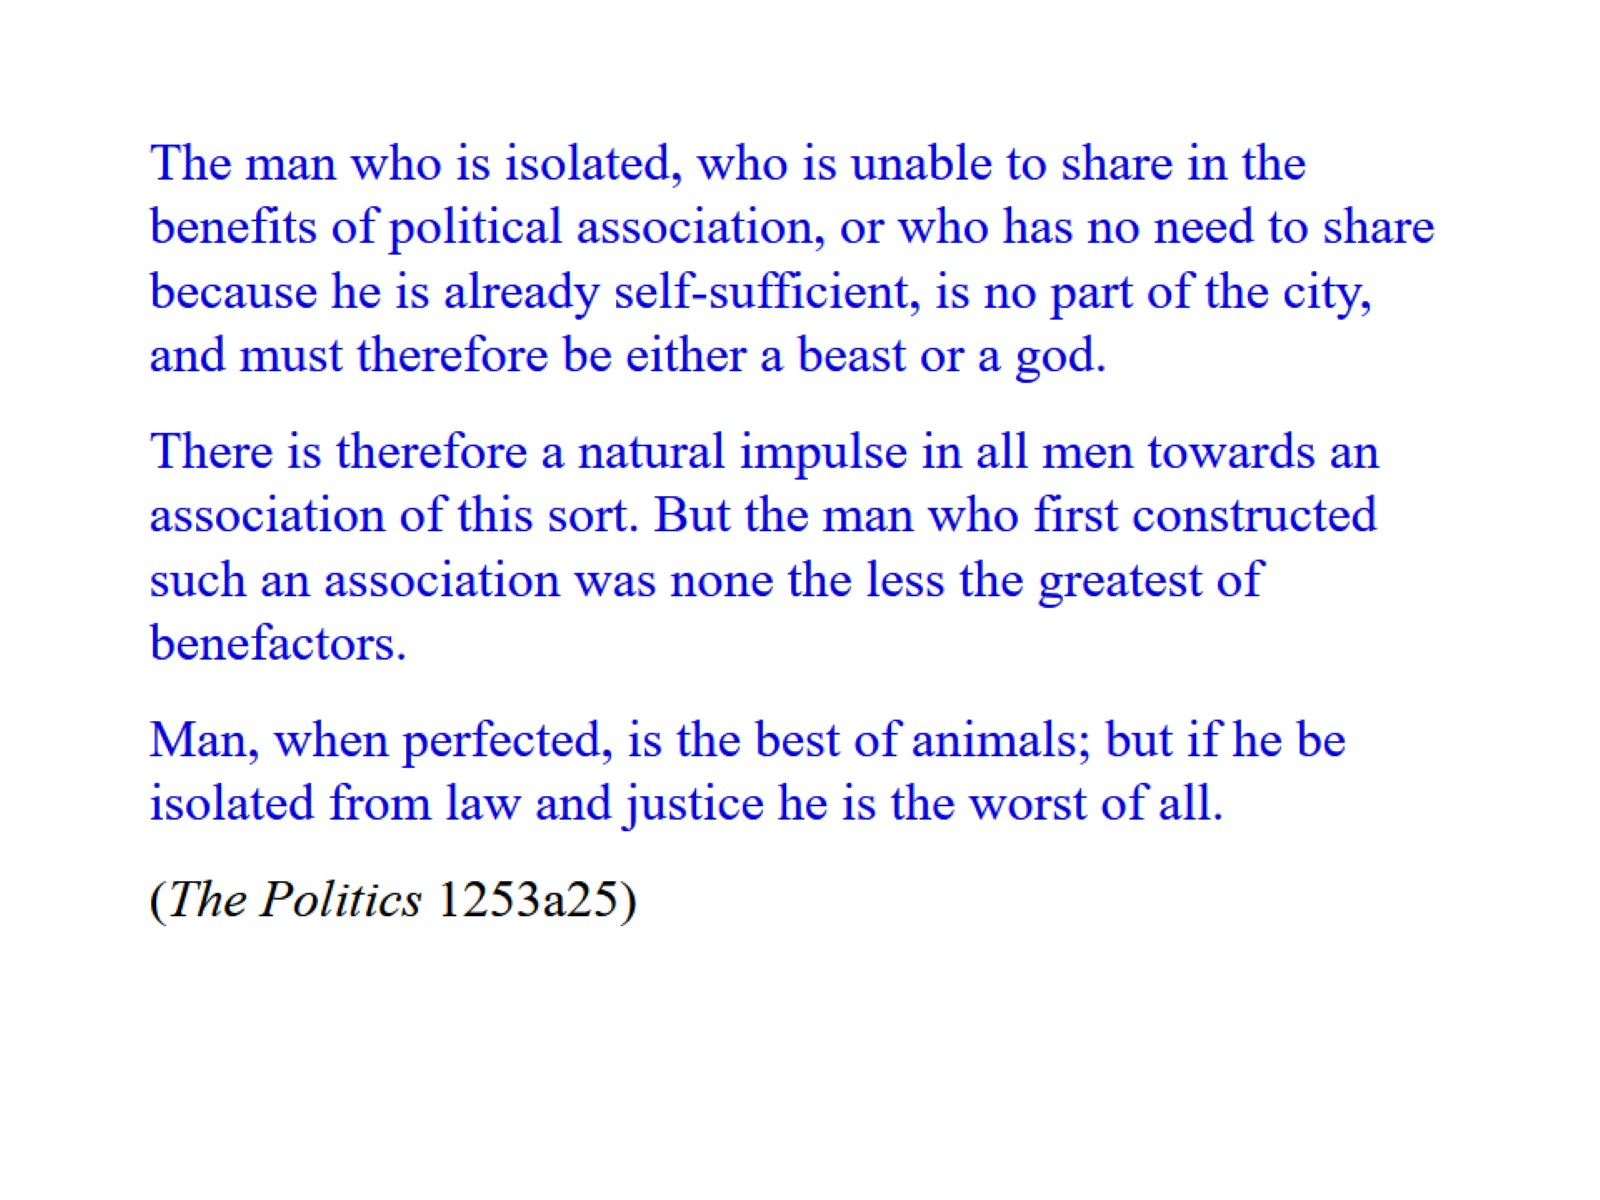 The man who is isolated, who is unable to share in the
benefits of political association, or who has no need to share
because he is already self-sufficient, is no part of the city,
and must therefore be either a beast or a god.
There is therefore a natural impulse in all men towards an
association of this sort. But the man who first constructed
such an association was none the less the greatest of
benefactors.
Man, when perfected, is the best of animals; but if he be
isolated from law and justice he is the worst of all.
(The Politics 1253a25)